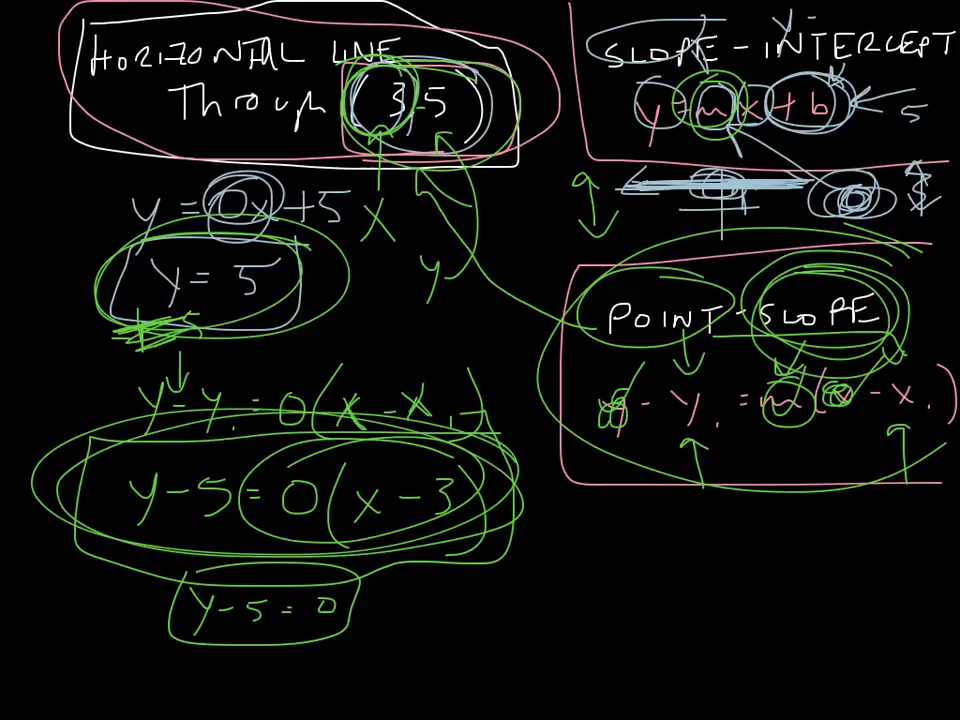 HORIZONTAL LINE
Through (3, 5)
y = 0x + 5
y = 5
x
y
y - y₁ = 0(x - x₁)
y - 5 = 0(x - 3)
y - 5 = 0
SLOPE - INTERCEPT
y = mx + b
5
POINT - SLOPE
y - y₁ = m(x - x₁)